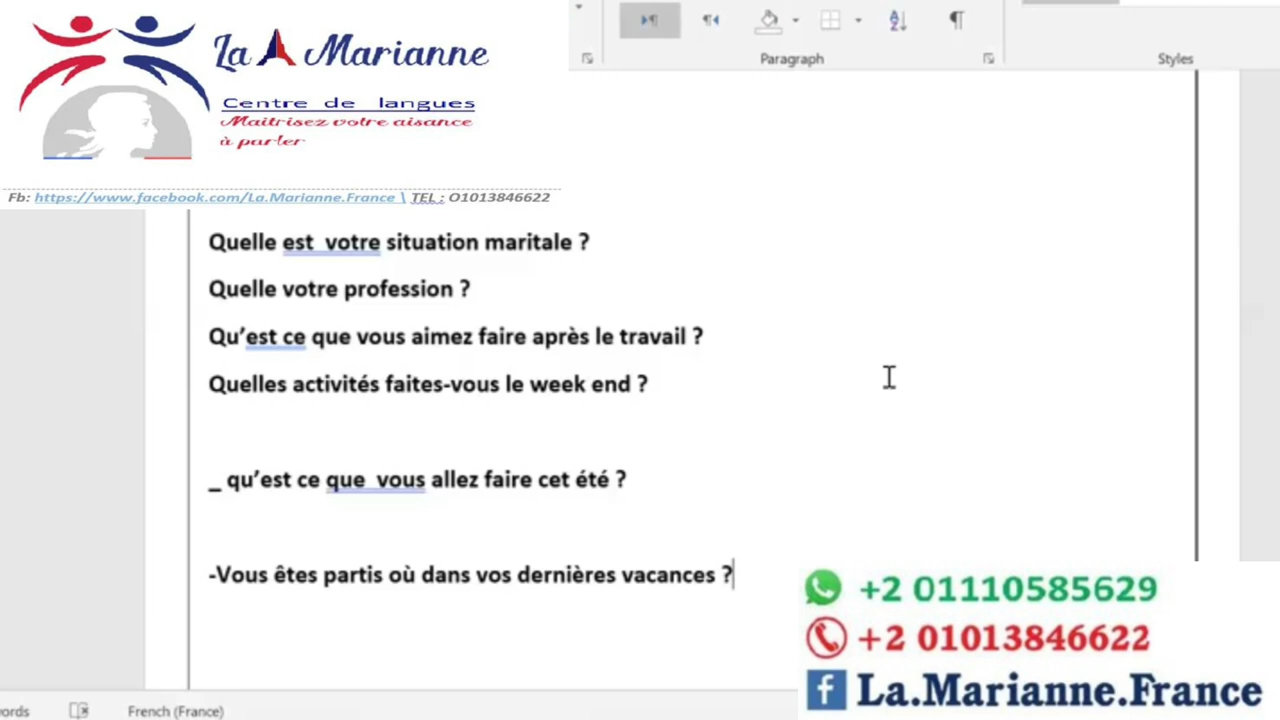 La Marianne
Centre de langues
Maitrisez votre aisance
à parler
Fb: https://www.facebook.com/La.Marianne.France \ TEL : O1013846622
Paragraph
Styles
Quelle est votre situation maritale ?
Quelle votre profession ?
Qu’est ce que vous aimez faire après le travail ?
Quelles activités faites-vous le week end ?
_ qu’est ce que vous allez faire cet été ?
-Vous êtes partis où dans vos dernières vacances ?
+2 01110585629
+2 01013846622
La.Marianne.France
French (France)